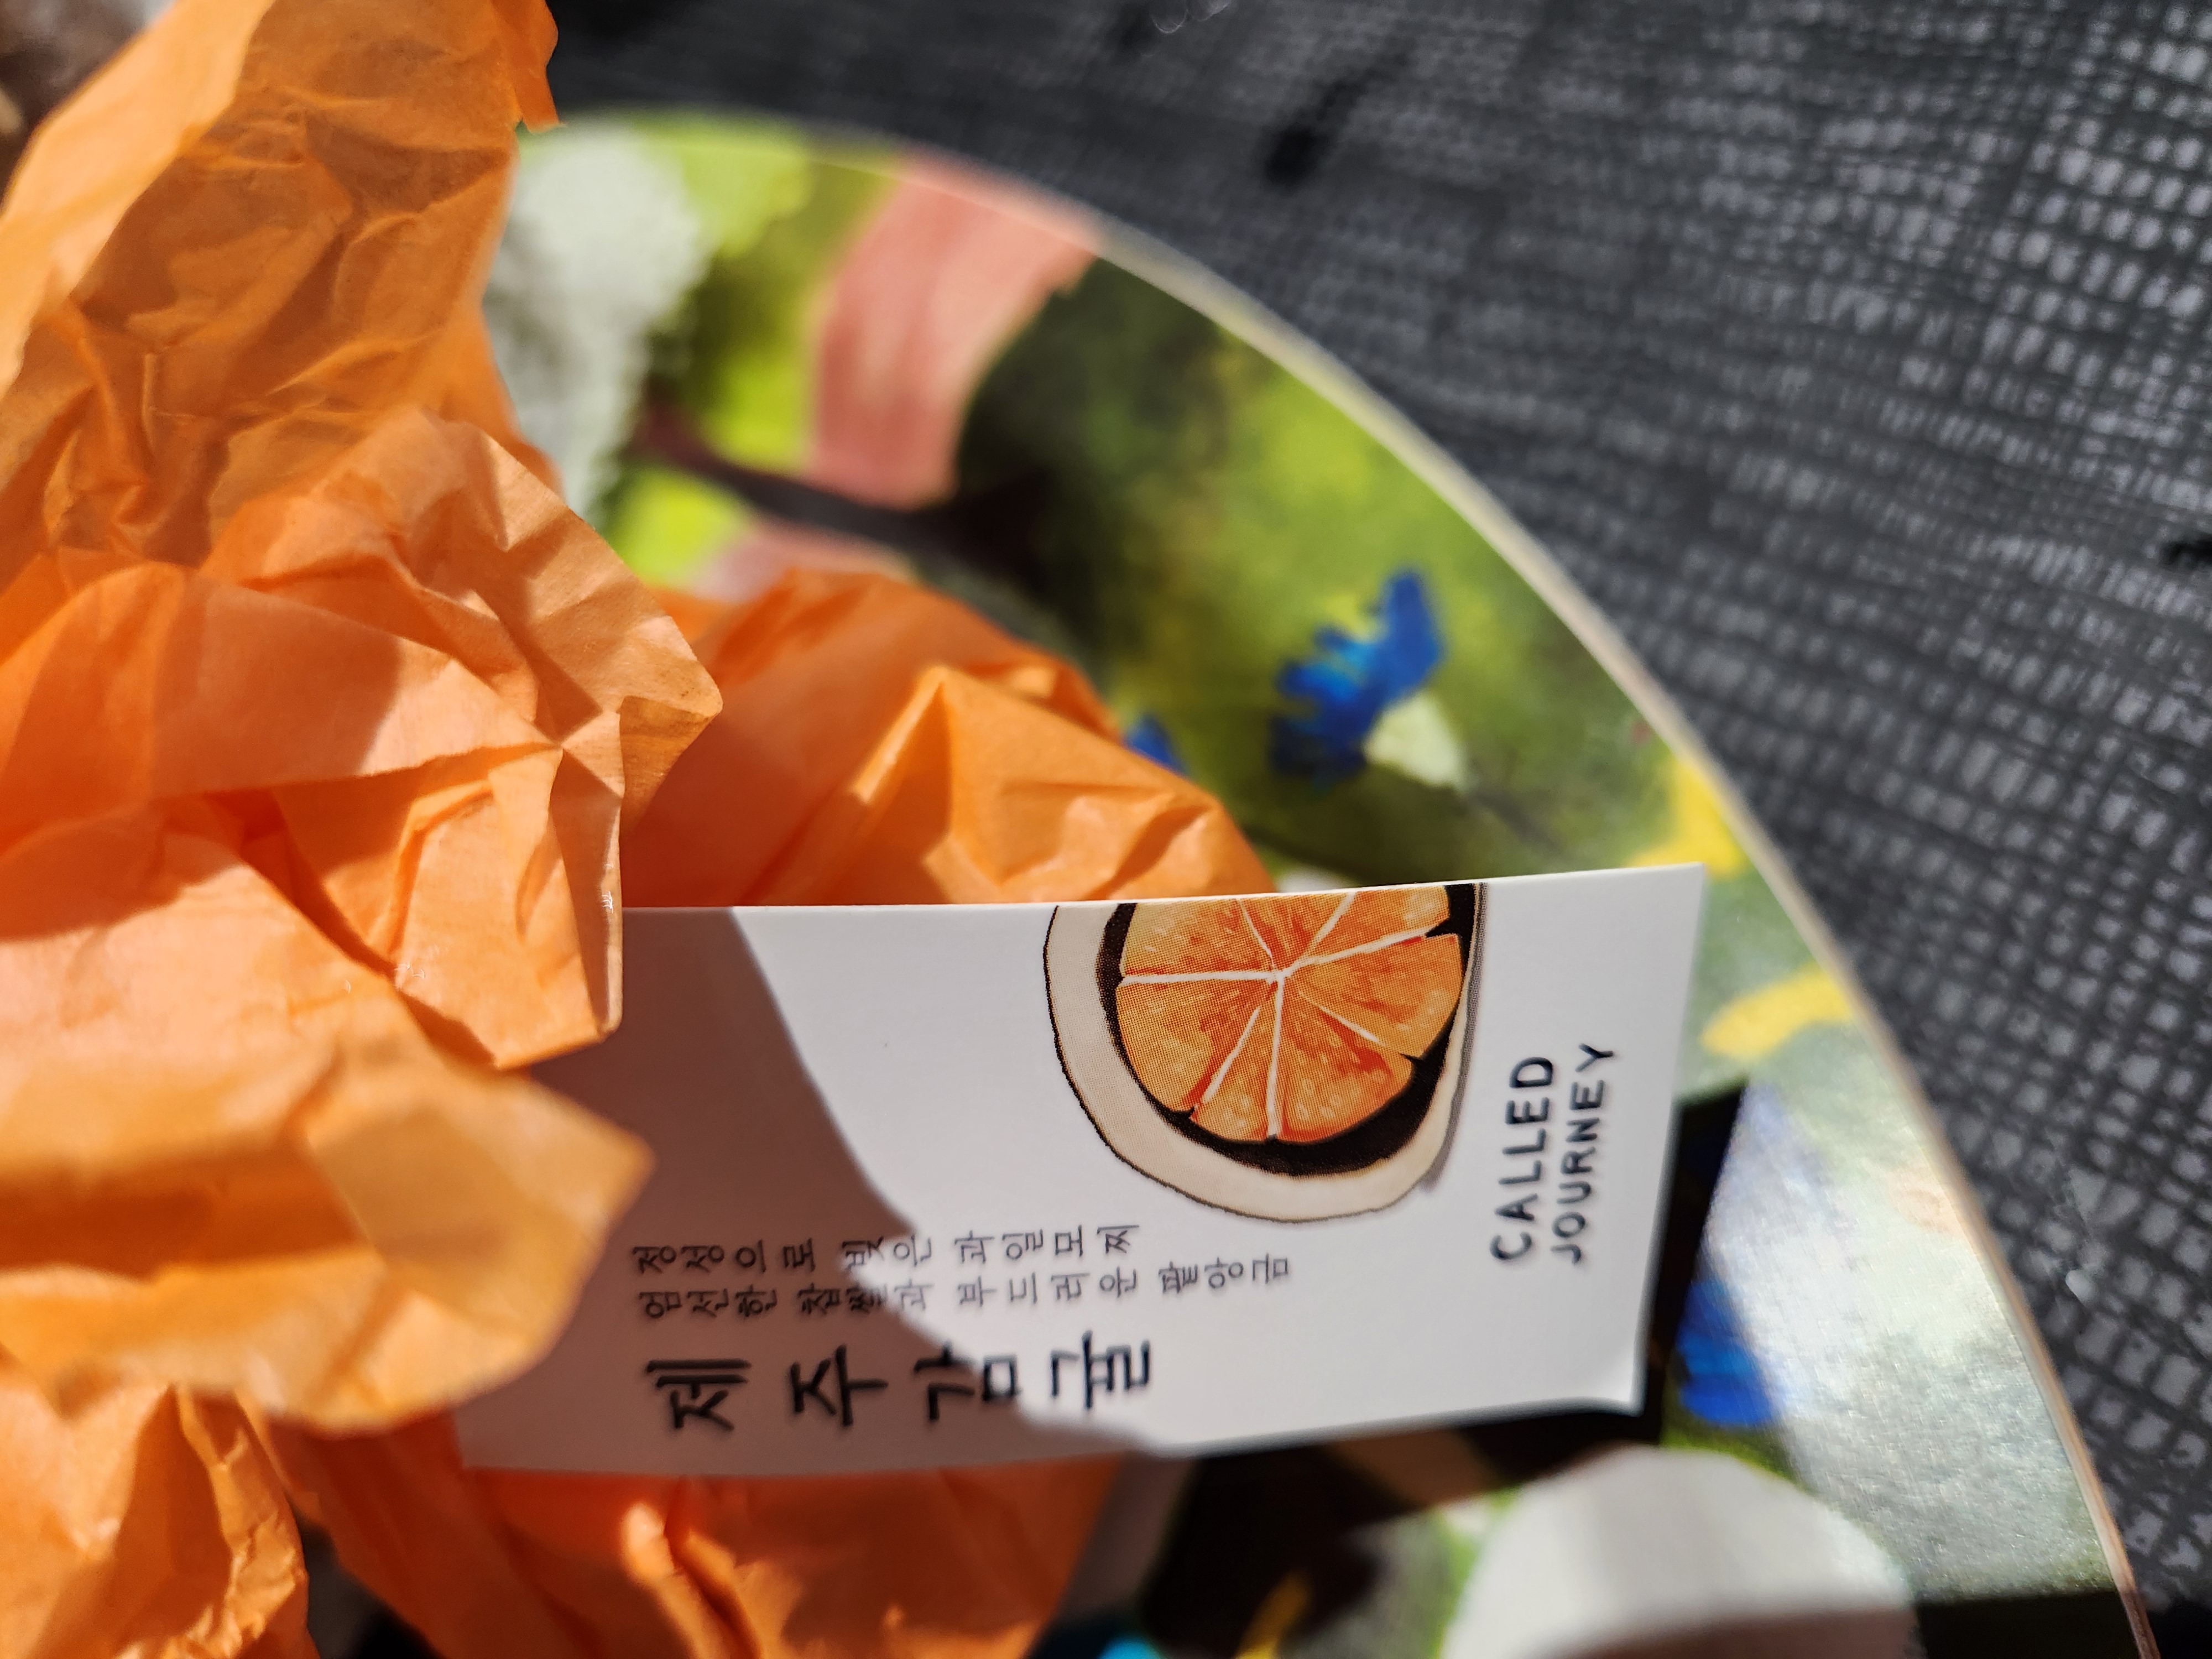 CALLED
JOURNEY
정성으로 빚은 과일모찌
엄선한 찹쌀과 부드러운 팥앙금
제주감귤